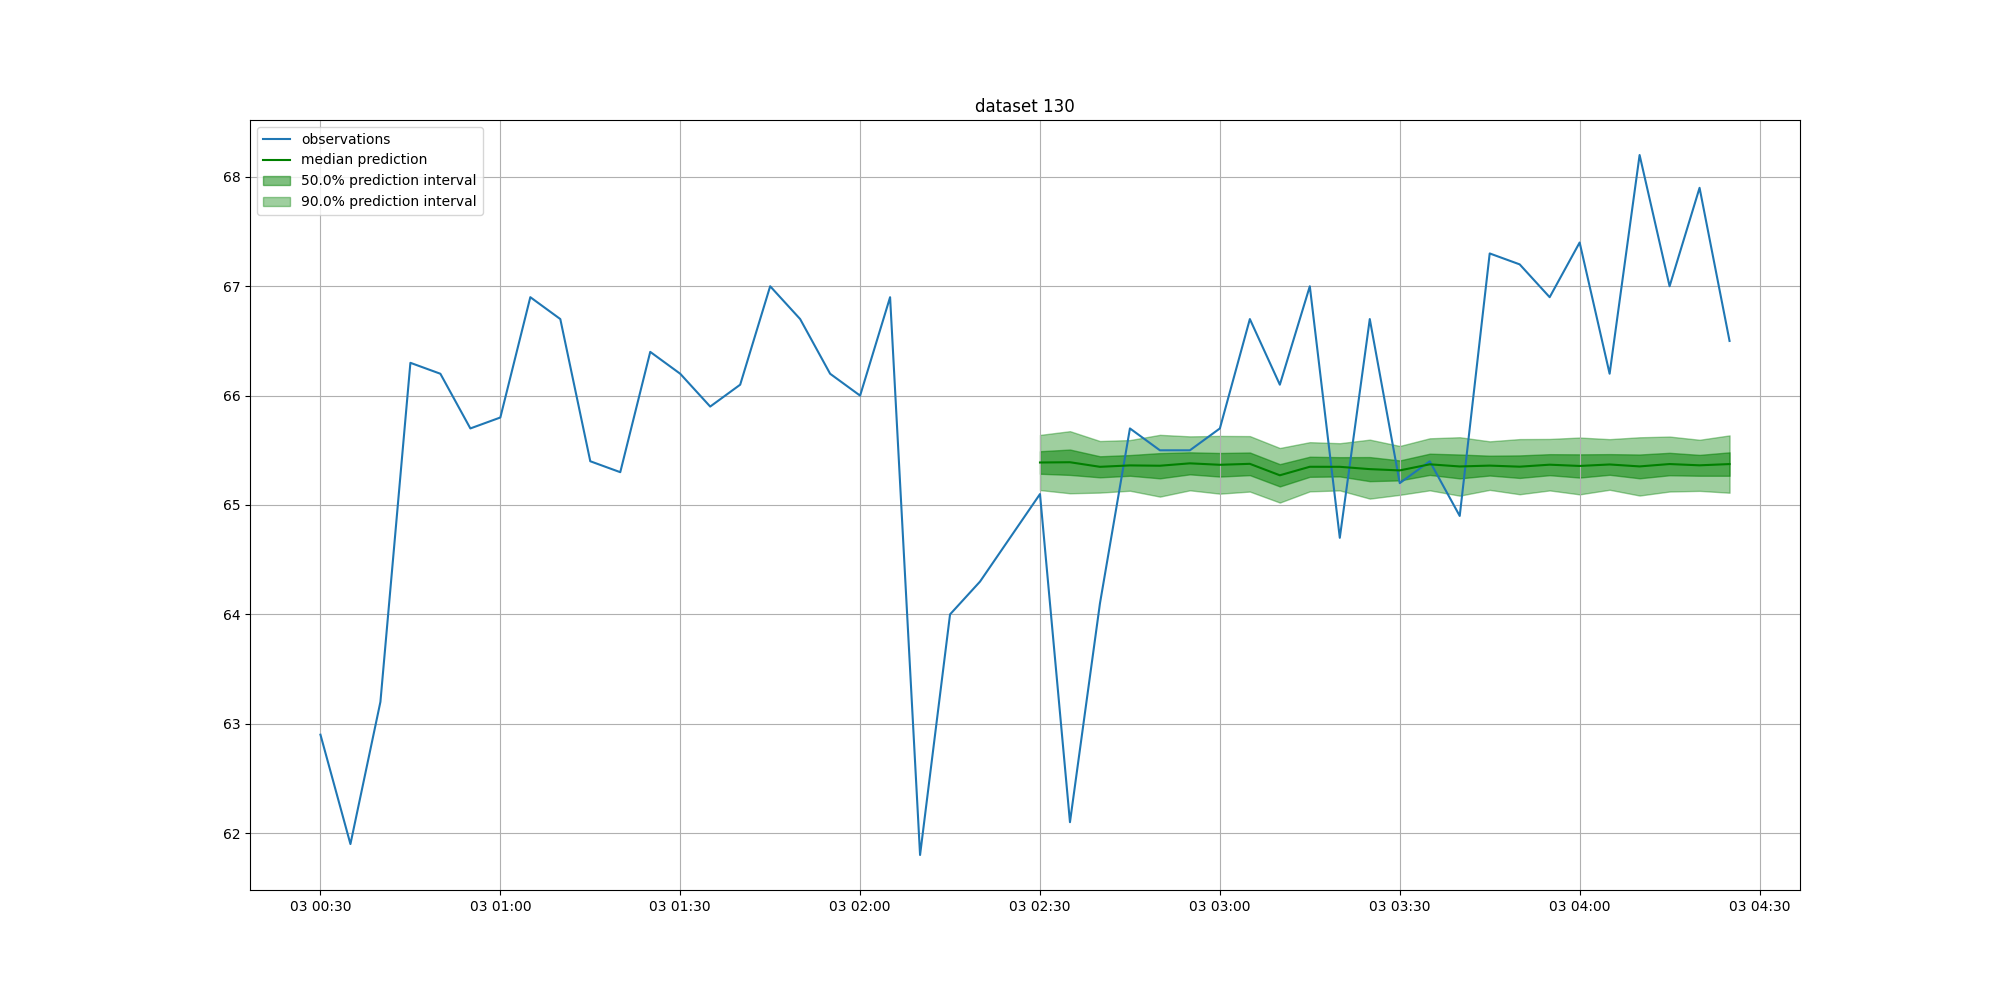 dataset 130
observations
median prediction
50.0% prediction interval
90.0% prediction interval
68
67
66
65
64
63
62
03 00:30 03 01:00 03 01:30 03 02:00 03 02:30 03 03:00 03 03:30 03 04:00 03 04:30